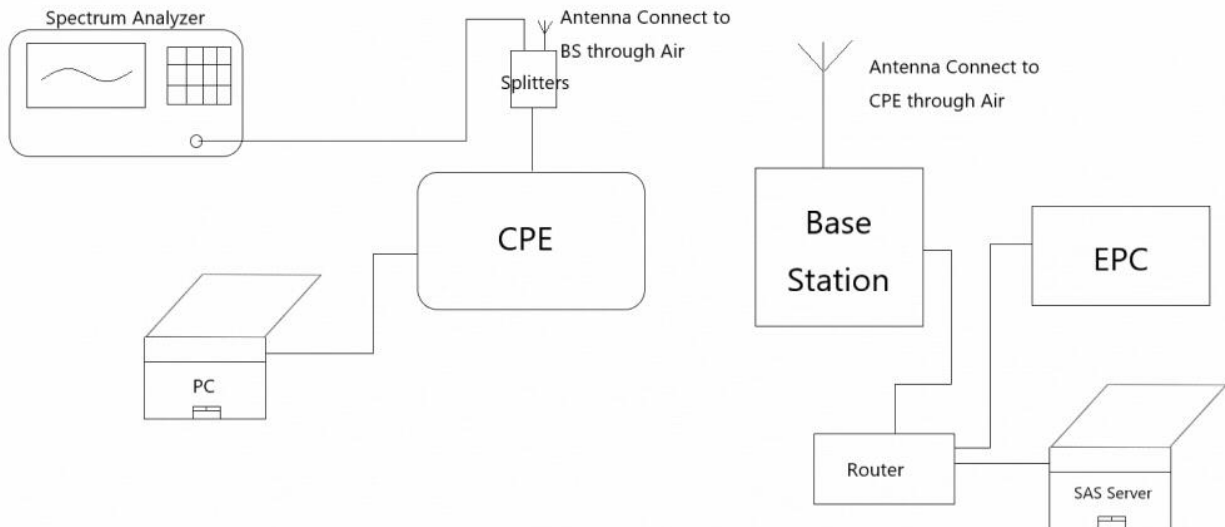 Spectrum Analyzer
Antenna Connect to
BS through Air
Splitters
Antenna Connect to
CPE through Air
CPE
Base
Station
EPC
PC
Router
SAS Server